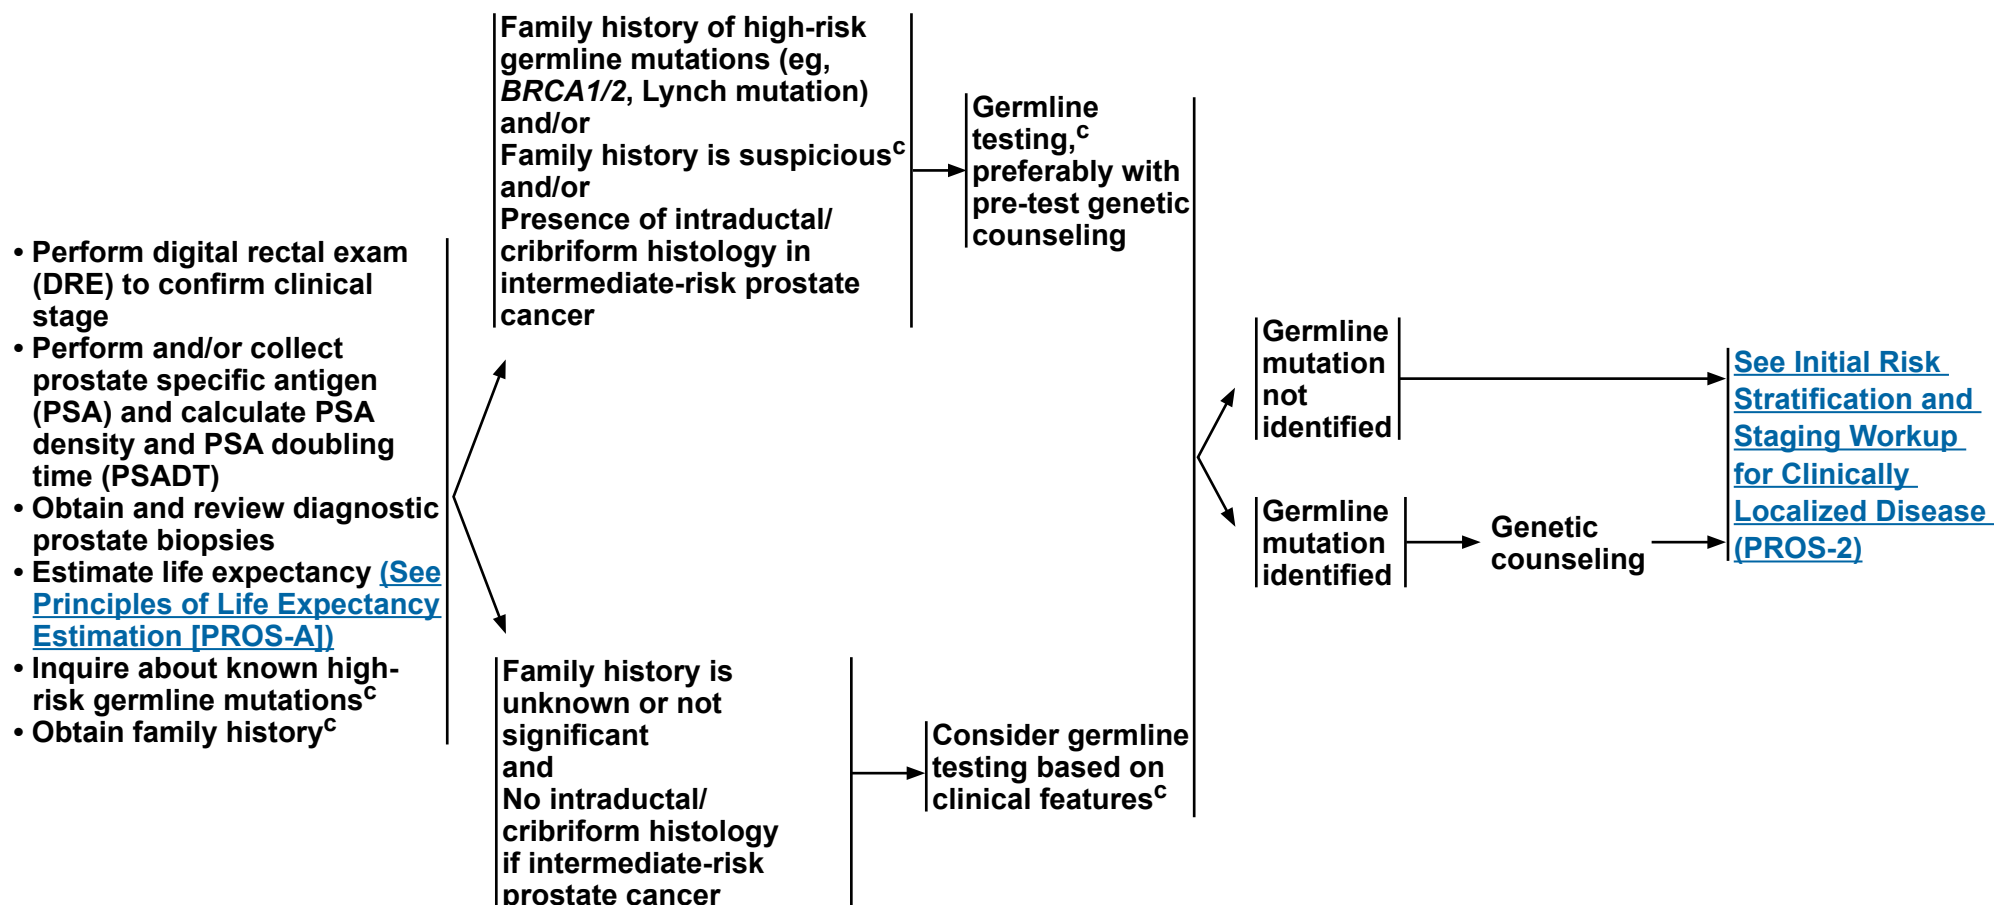 • Perform digital rectal exam
(DRE) to confirm clinical
stage
• Perform and/or collect
prostate specific antigen
(PSA) and calculate PSA
density and PSA doubling
time (PSADT)
• Obtain and review diagnostic
prostate biopsies
• Estimate life expectancy (See
Principles of Life Expectancy
Estimation [PROS-A])
• Inquire about known high-
risk germline mutationsc
• Obtain family historyc
Family history of high-risk
germline mutations (eg,
BRCA1/2, Lynch mutation)
and/or
Family history is suspiciousc
and/or
Presence of intraductal/
cribriform histology in
intermediate-risk prostate
cancer
Germline
testing,c
preferably with
pre-test genetic
counseling
Family history is
unknown or not
significant
and
No intraductal/
cribriform histology
if intermediate-risk
prostate cancer
Consider germline
testing based on
clinical featuresc
Germline
mutation
not
identified
Germline
mutation
identified
Genetic
counseling
See Initial Risk
Stratification and
Staging Workup
for Clinically
Localized Disease
(PROS-2)